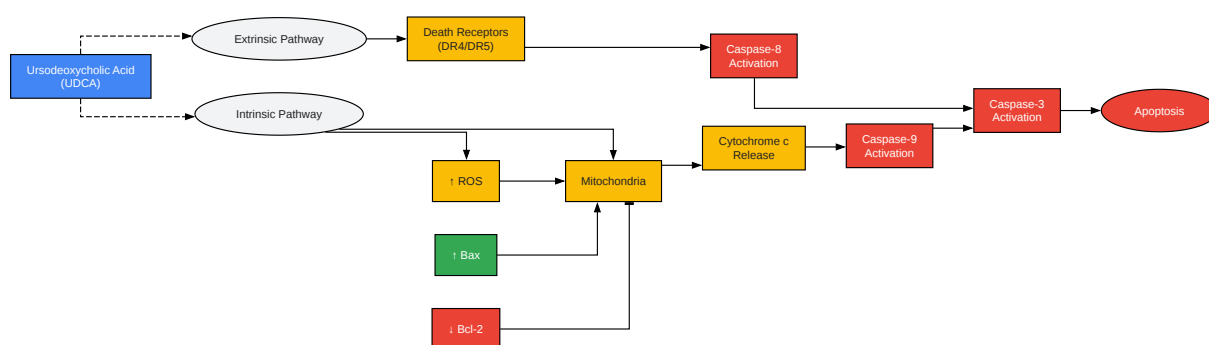 Extrinsic Pathway
Death Receptors
(DR4/DR5)
Caspase-8
Activation
Ursodeoxycholic Acid
(UDCA)
Intrinsic Pathway
Caspase-3
Activation
Apoptosis
Cytochrome c
Release
Caspase-9
Activation
↑ ROS
Mitochondria
↑ Bax
↓ Bcl-2